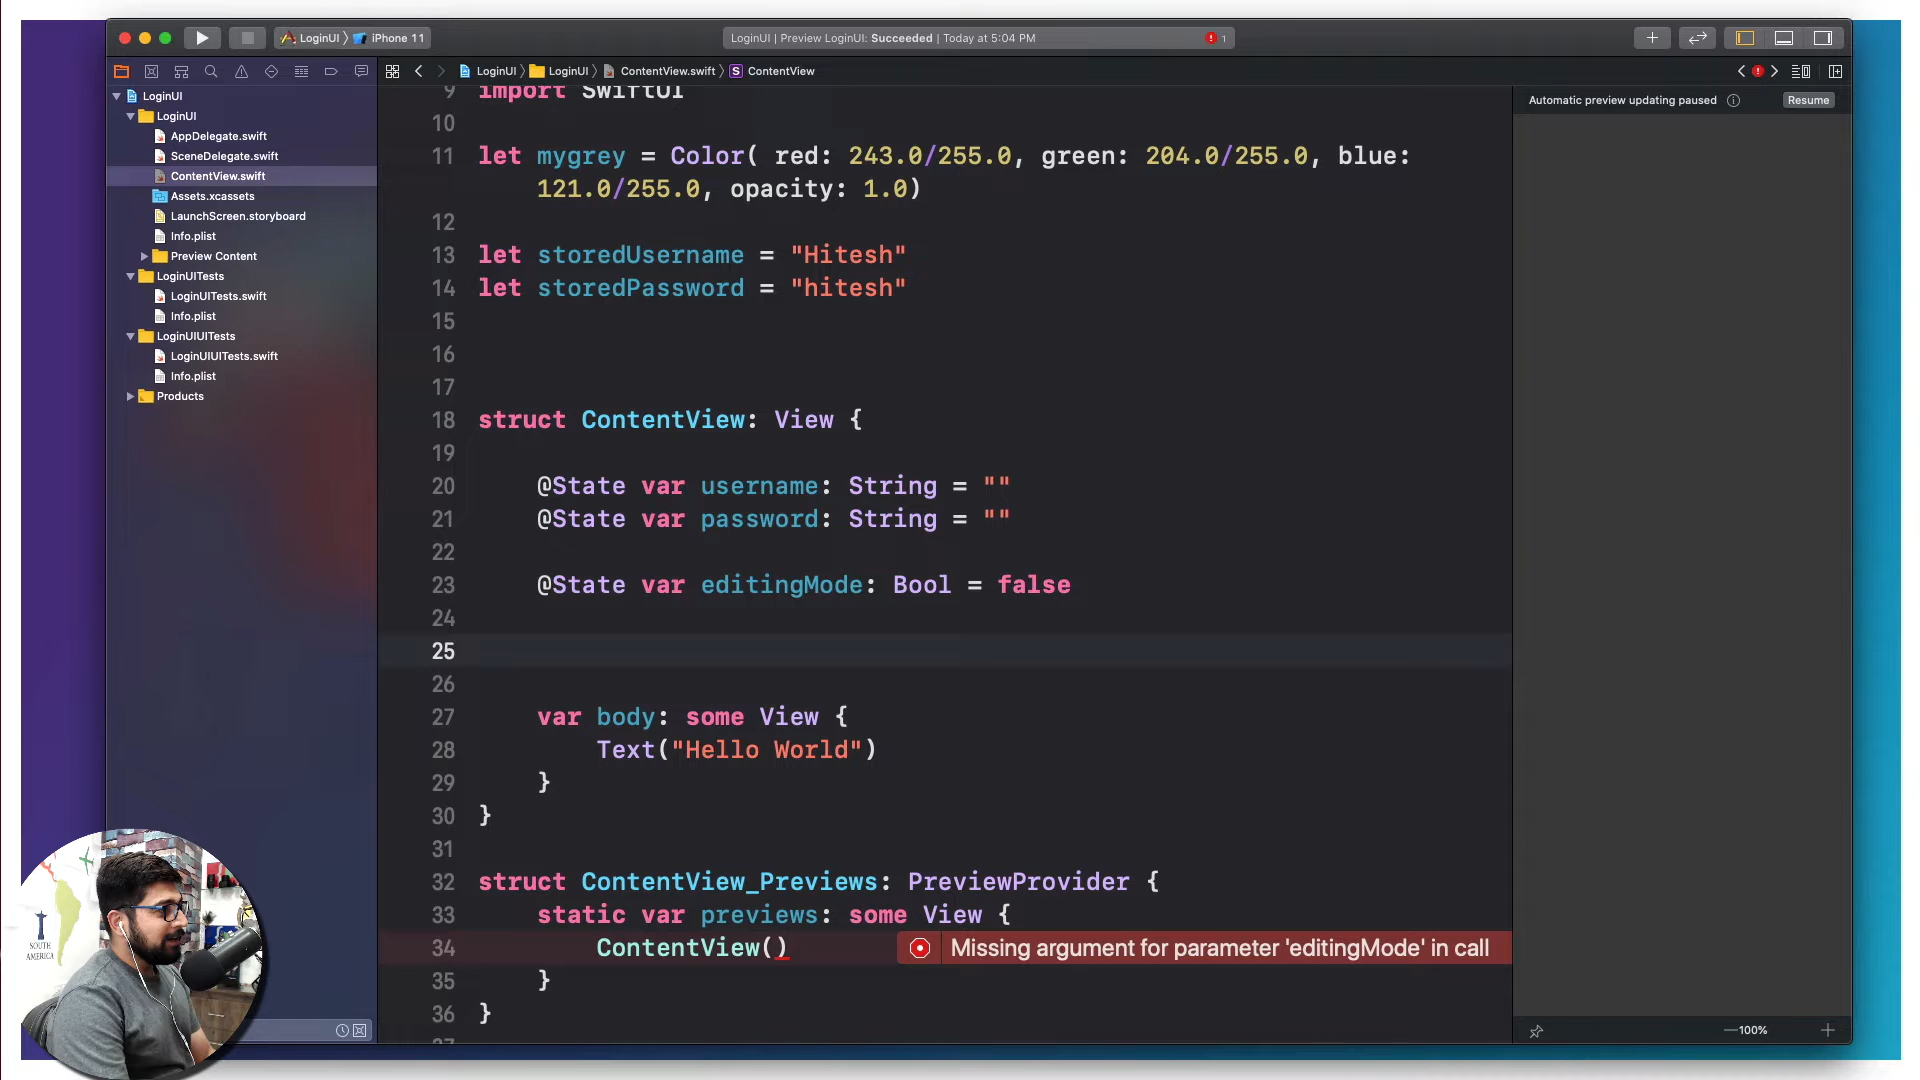 LoginUI 〉 iPhone 11
LoginUI | Preview LoginUI: Succeeded | Today at 5:04 PM
1
LoginUI 〉 LoginUI 〉 ContentView.swift 〉 S ContentView
Automatic preview updating paused
Resume
LoginUI
LoginUI
AppDelegate.swift
SceneDelegate.swift
ContentView.swift
Assets.xcassets
LaunchScreen.storyboard
Info.plist
Preview Content
LoginUITests
LoginUITests.swift
Info.plist
LoginUIUITests
LoginUIUITests.swift
Info.plist
Products
9 import SwiftUI
10
11 let mygrey = Color( red: 243.0/255.0, green: 204.0/255.0, blue:
121.0/255.0, opacity: 1.0)
12
13 let storedUsername = "Hitesh"
14 let storedPassword = "hitesh"
15
16
17
18 struct ContentView: View {
19
20 @State var username: String = ""
21 @State var password: String = ""
22
23 @State var editingMode: Bool = false
24
25
26
27 var body: some View {
28 Text("Hello World")
29 }
30 }
31
32 struct ContentView_Previews: PreviewProvider {
33 static var previews: some View {
34 ContentView() Missing argument for parameter 'editingMode' in call
35 }
36 }
SOUTH
AMERICA
100%